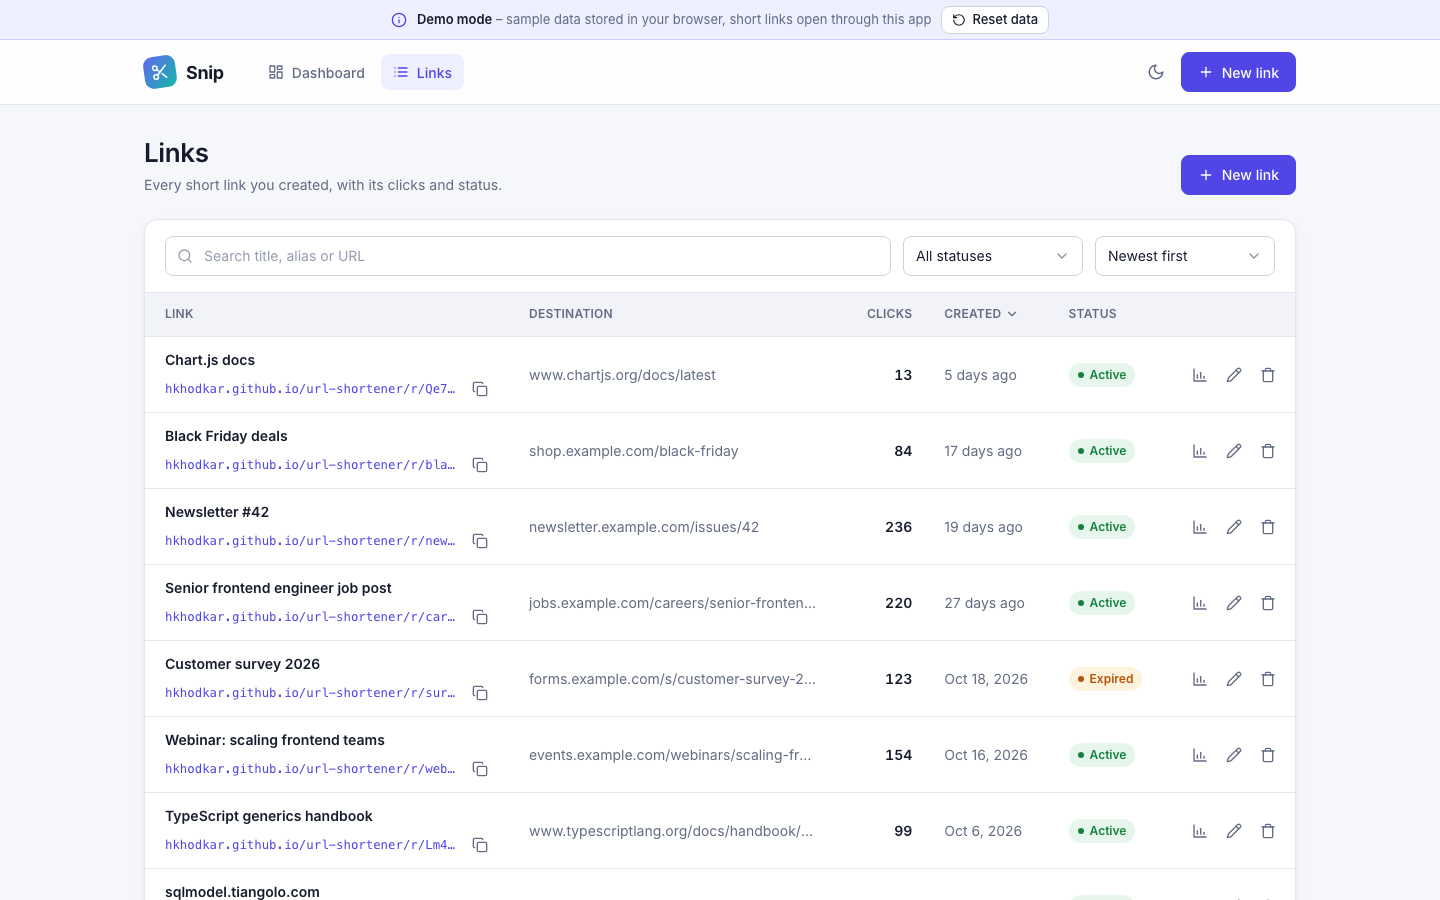 Demo mode – sample data stored in your browser, short links open through this app Reset data
Snip Dashboard Links New link
Links
Every short link you created, with its clicks and status.
New link
Search title, alias or URL All statuses Newest first
LINK DESTINATION CLICKS CREATED STATUS
Chart.js docs
hkhodkar.github.io/url-shortener/r/Qe7… www.chartjs.org/docs/latest 13 5 days ago Active
Black Friday deals
hkhodkar.github.io/url-shortener/r/bla… shop.example.com/black-friday 84 17 days ago Active
Newsletter #42
hkhodkar.github.io/url-shortener/r/new… newsletter.example.com/issues/42 236 19 days ago Active
Senior frontend engineer job post
hkhodkar.github.io/url-shortener/r/car… jobs.example.com/careers/senior-fronten... 220 27 days ago Active
Customer survey 2026
hkhodkar.github.io/url-shortener/r/sur… forms.example.com/s/customer-survey-2... 123 Oct 18, 2026 Expired
Webinar: scaling frontend teams
hkhodkar.github.io/url-shortener/r/web… events.example.com/webinars/scaling-fr... 154 Oct 16, 2026 Active
TypeScript generics handbook
hkhodkar.github.io/url-shortener/r/Lm4… www.typescriptlang.org/docs/handbook/... 99 Oct 6, 2026 Active
sqlmodel.tiangolo.com